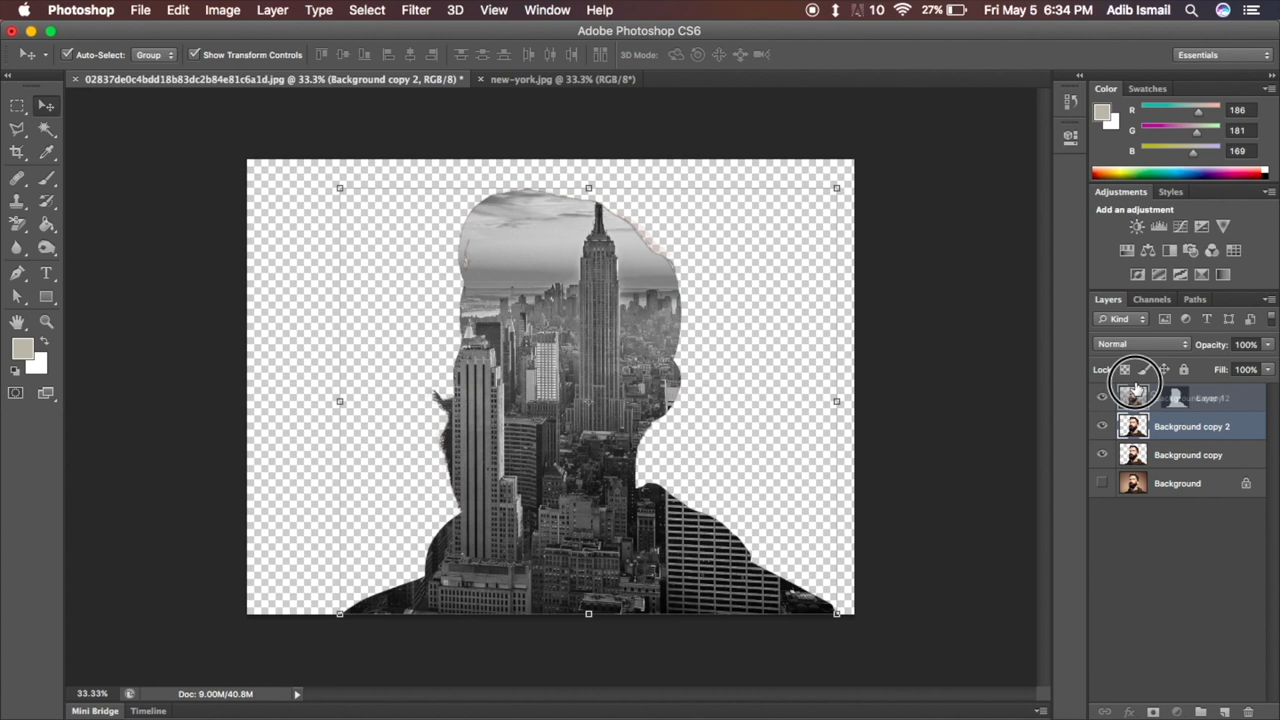 Photoshop File Edit Image Layer Type Select Filter 3D View Window Help 10 27% Fri May 5 6:34 PM Adib Ismail
Adobe Photoshop CS6
Auto-Select: Group Show Transform Controls 3D Mode: Essentials
02837de0c4bdd18b83dc2b84e81c6a1d.jpg @ 33.3% (Background copy 2, RGB/8) * new-york.jpg @ 33.3% (RGB/8*)
Color Swatches
R 186
G 181
B 169
Adjustments Styles
Add an adjustment
Layers Channels Paths
Kind
Normal Opacity: 100%
Fill: 100%
Layer 1
Background copy 2
Background copy
Background
33.33% Doc: 9.00M/40.8M
Mini Bridge Timeline